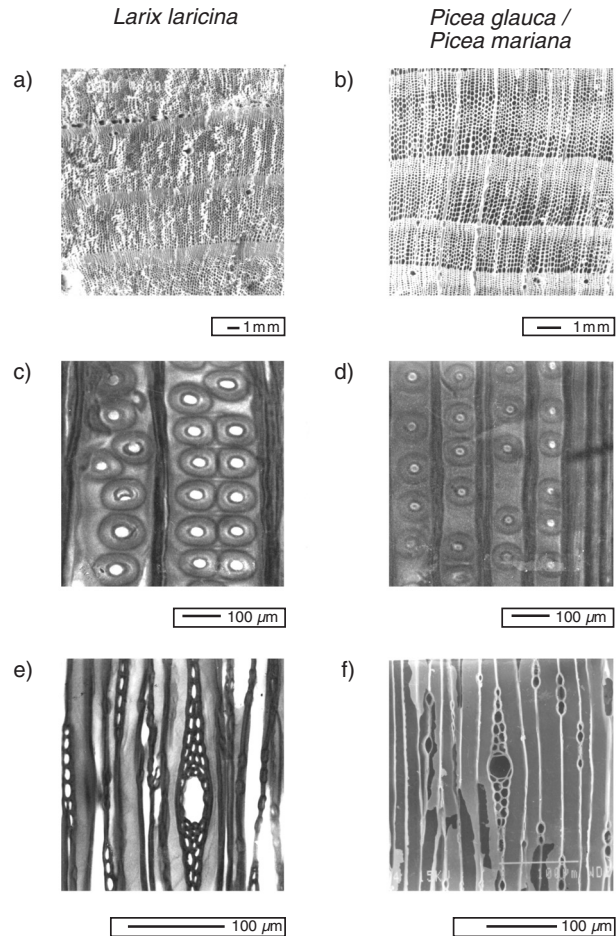 Larix laricina
Picea glauca /
Picea mariana
a)
b)
1mm
1mm
c)
d)
100 µm
100 µm
e)
f)
100 µm
100 µm